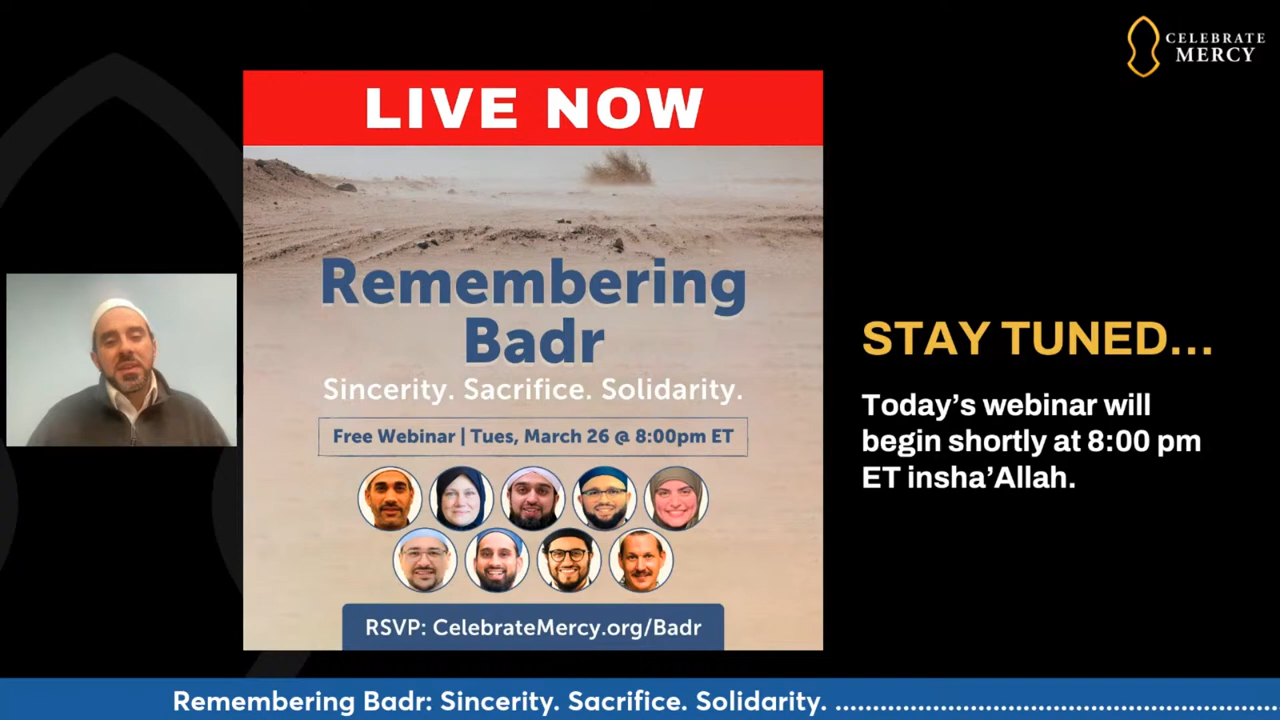 CELEBRATE
MERCY
LIVE NOW
Remembering
Badr
Sincerity. Sacrifice. Solidarity.
Free Webinar | Tues, March 26 @ 8:00pm ET
RSVP: CelebrateMercy.org/Badr
STAY TUNED...
Today’s webinar will
begin shortly at 8:00 pm
ET insha’Allah.
Remembering Badr: Sincerity. Sacrifice. Solidarity. ......................................................